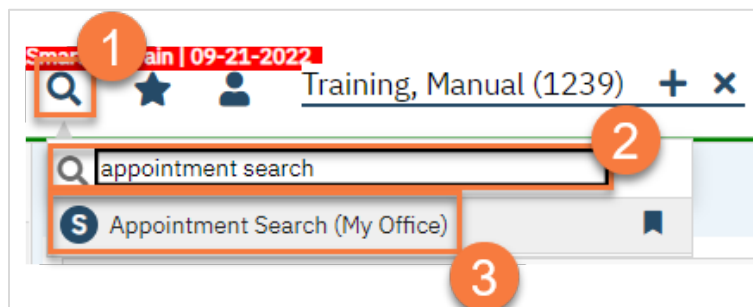 1
Smar ain | 09-21-2022
Training, Manual (1239)
2
appointment search
S Appointment Search (My Office)
3